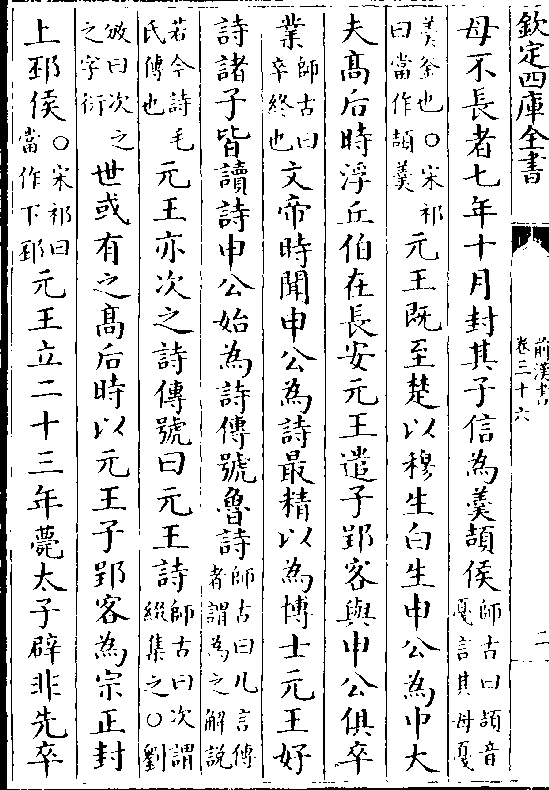 欽定四庫全書
前漢書
卷三十六
二
母不長者七年十月封其子信為羮頡侯師古曰頡音戛言其母戛
羮釜也○宋祁曰當作頡羮元王既至楚以穆生白生申公為中大
夫髙后時浮丘伯在長安元王遣子郢客與申公俱卒
業師古曰卒終也文帝時聞申公為詩最精以為博士元王好
詩諸子皆讀詩申公始為詩傳號魯詩師古曰凡言傳者謂為之解說
若今詩毛氏傳也元王亦次之詩傳號曰元王詩師古曰次謂綴集之○劉
攽曰次之之字衍世或有之髙后時以元王子郢客為宗正封
上邳侯○宋祁曰當作下邳元王立二十三年薨太子辟非先卒